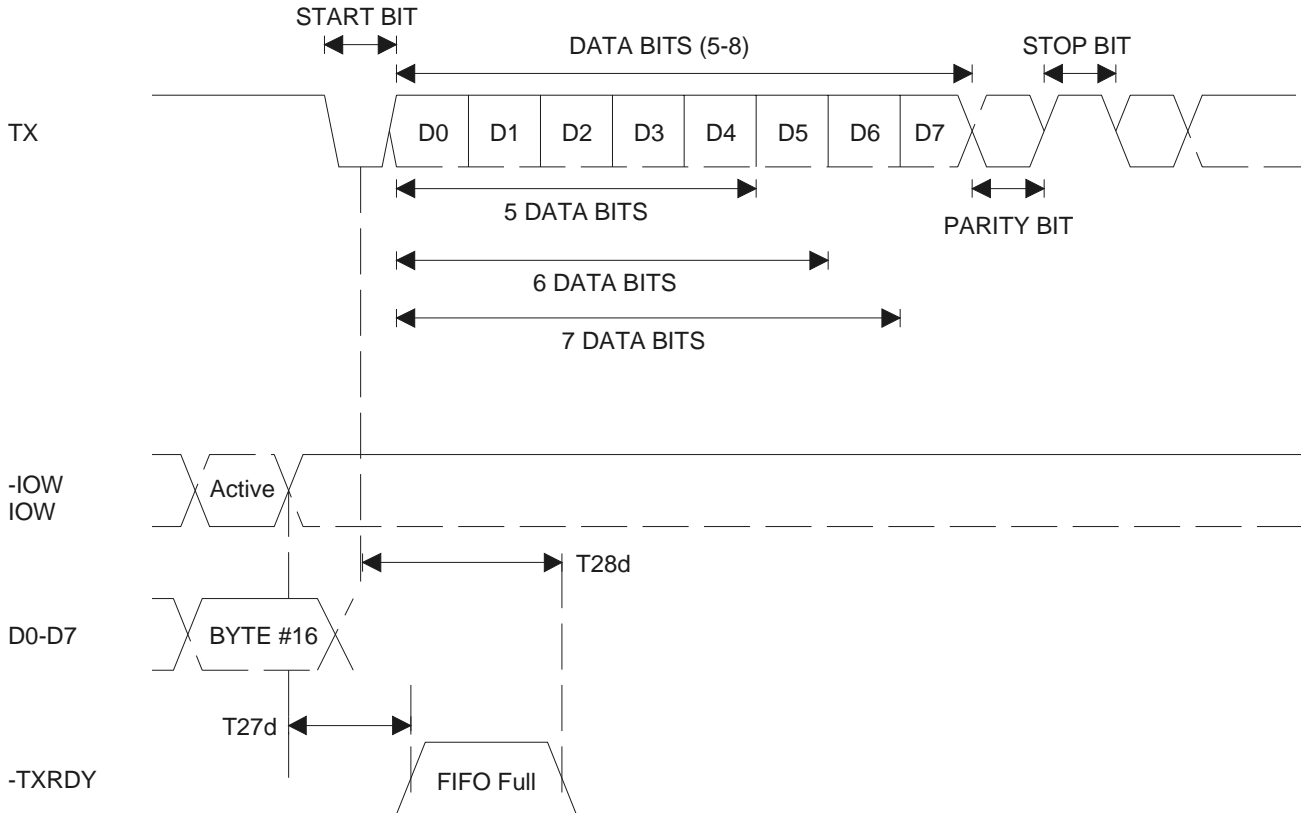 START BIT
DATA BITS (5-8)
STOP BIT
TX
D0
D1
D2
D3
D4
D5
D6
D7
5 DATA BITS
PARITY BIT
6 DATA BITS
7 DATA BITS
-IOW
IOW
Active
T28d
D0-D7
BYTE #16
T27d
-TXRDY
FIFO Full